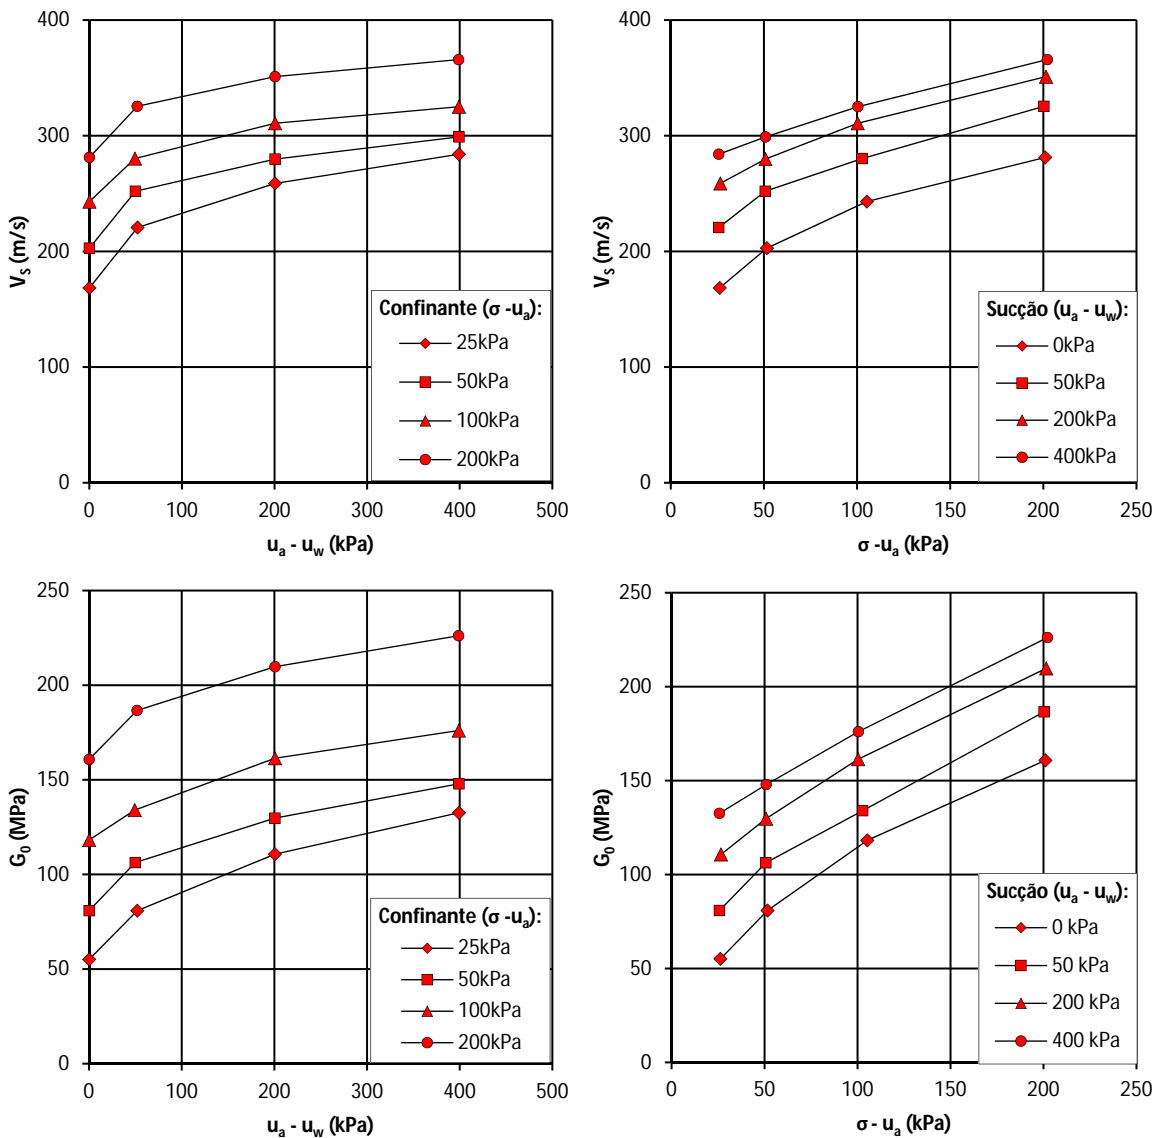 400
300
200
100
0
V_S (m/s)
0 100 200 300 400 500
u_a - u_w (kPa)
Confinante (σ -u_a):
25kPa
50kPa
100kPa
200kPa
400
300
200
100
0
V_S (m/s)
0 50 100 150 200 250
σ -u_a (kPa)
Sucção (u_a - u_w):
0kPa
50kPa
200kPa
400kPa
250
200
150
100
50
0
G_0 (MPa)
0 100 200 300 400 500
u_a - u_w (kPa)
Confinante (σ -u_a):
25kPa
50kPa
100kPa
200kPa
250
200
150
100
50
0
G_0 (MPa)
0 50 100 150 200 250
σ - u_a (kPa)
Sucção (u_a - u_w):
0 kPa
50 kPa
200 kPa
400 kPa